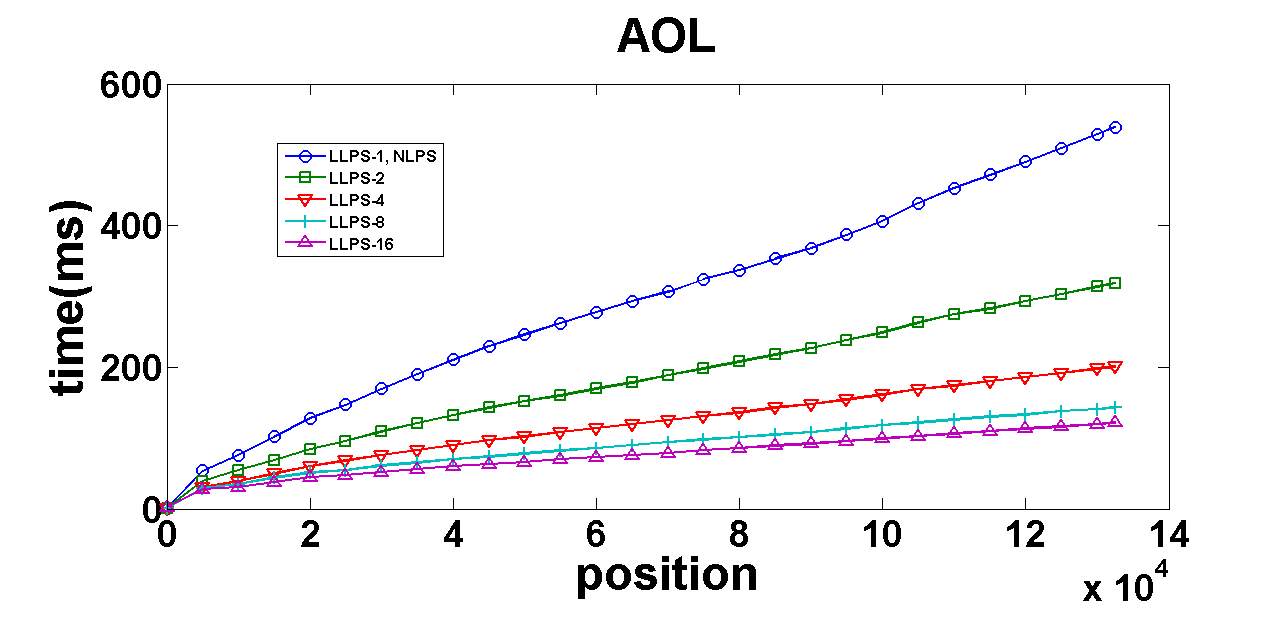 AOL
600
400
200
0
time(ms)
LLPS-1, NLPS
LLPS-2
LLPS-4
LLPS-8
LLPS-16
0 2 4 6 8 10 12 14
position
x 10^4